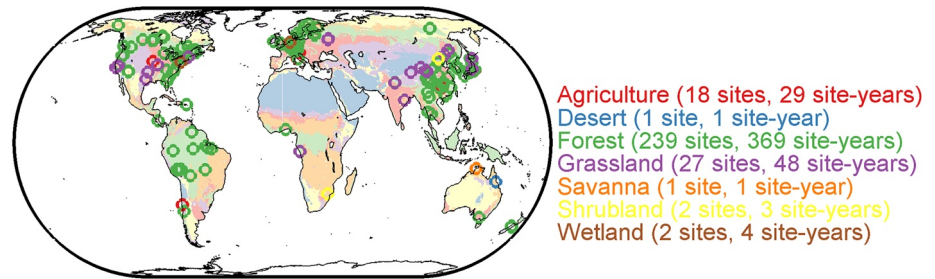 Agriculture (18 sites, 29 site-years)
Desert (1 site, 1 site-year)
Forest (239 sites, 369 site-years)
Grassland (27 sites, 48 site-years)
Savanna (1 site, 1 site-year)
Shrubland (2 sites, 3 site-years)
Wetland (2 sites, 4 site-years)